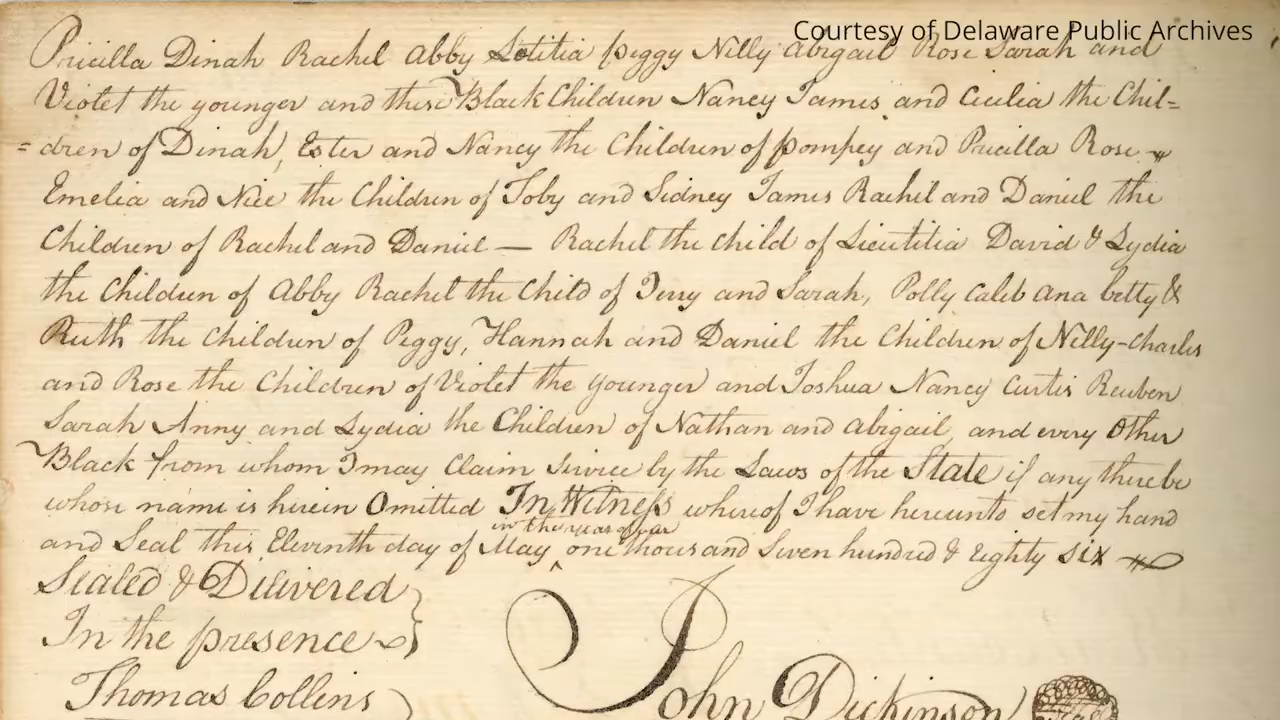 Courtesy of Delaware Public Archives
Pricilla Dinah Rachel Abby Letitia Peggy Nelly Abigail Rose Sarah and
Violet the younger and these Black Children Nancy James and Cecilia the Chil=
=dren of Dinah, Ester and Nancy the Children of Pompey and Pricilla Rose
Emelia and Nice the Children of Toby and Sidney James Rachel and Daniel the
Children of Rachel and Daniel — Rachel the child of Lieutitia David & Lydia
the Children of Abby Rachel the Child of Terry and Sarah, Polly Caleb Ana betty &
Ruth the Children of Peggy, Hannah and Daniel the Children of Nelly-Charles
and Rose the Children of Violet the younger and Joshua Nancy Curtis Reuben
Sarah Anny and Lydia the Children of Nathan and Abigail, and every Other
Black from whom I may Claim Service by the Laws of the State if any there be
whose name is herein Omitted In Witness whereof I have hereunto set my hand
in the year of our
and Seal this Eleventh day of May ^ one thousand Seven hundred & Eighty six
Sealed & Delivered }
In the presence }
Thomas Collins )
John Dickinson